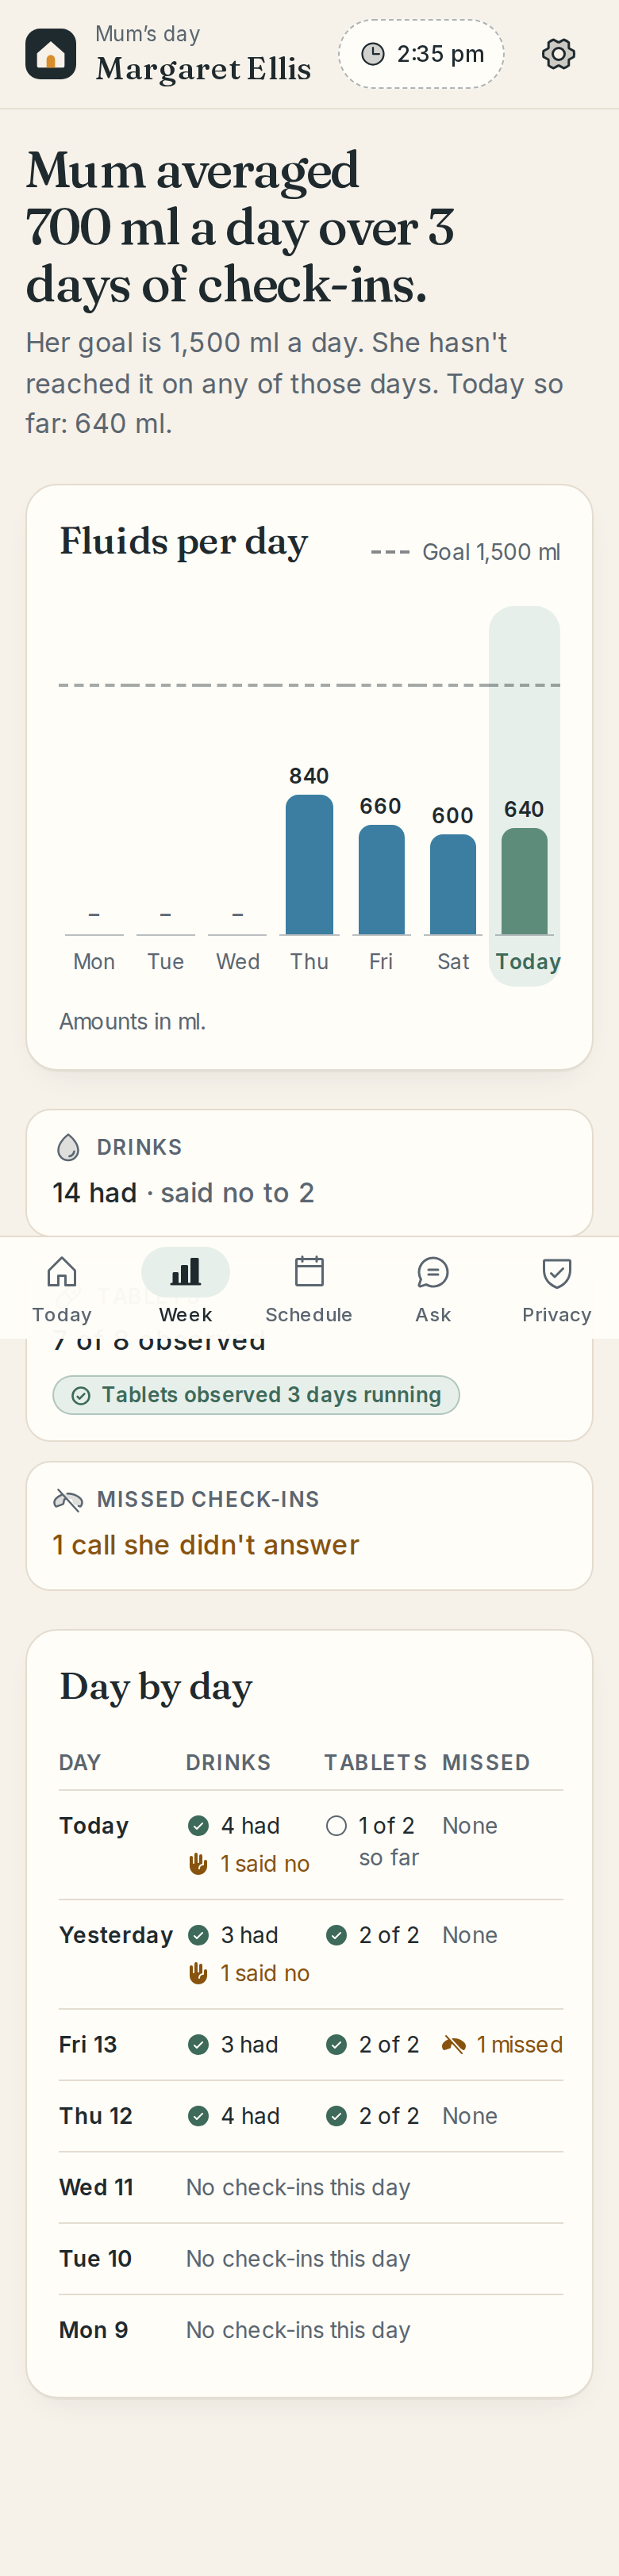 Mum's day
Margaret Ellis
2:35 pm
Mum averaged
700 ml a day over 3
days of check-ins.
Her goal is 1,500 ml a day. She hasn't
reached it on any of those days. Today so
far: 640 ml.
Fluids per day
Goal 1,500 ml
840
660
600
640
– – –
Mon Tue Wed Thu Fri Sat Today
Amounts in ml.
DRINKS
14 had · said no to 2
Today Week Schedule Ask Privacy
7 of 8 observed
Tablets observed 3 days running
MISSED CHECK-INS
1 call she didn't answer
Day by day
DAY DRINKS TABLETS MISSED
Today 4 had 1 of 2 None
1 said no so far
Yesterday 3 had 2 of 2 None
1 said no
Fri 13 3 had 2 of 2 1 missed
Thu 12 4 had 2 of 2 None
Wed 11 No check-ins this day
Tue 10 No check-ins this day
Mon 9 No check-ins this day